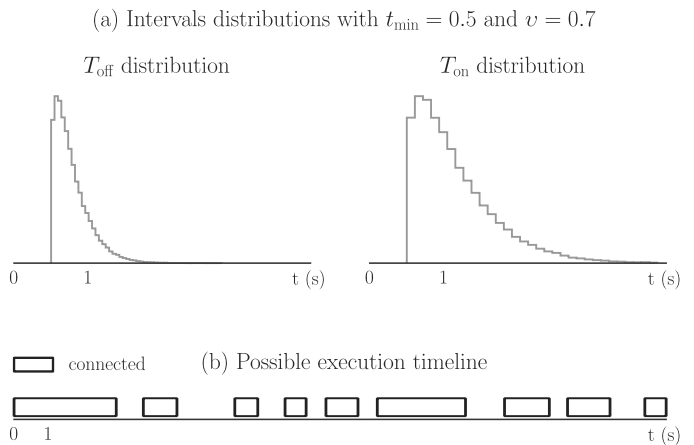 (a) Intervals distributions with t_min = 0.5 and υ = 0.7
T_off distribution
T_on distribution
0 1 t (s)
0 1 t (s)
connected
(b) Possible execution timeline
0 1 t (s)